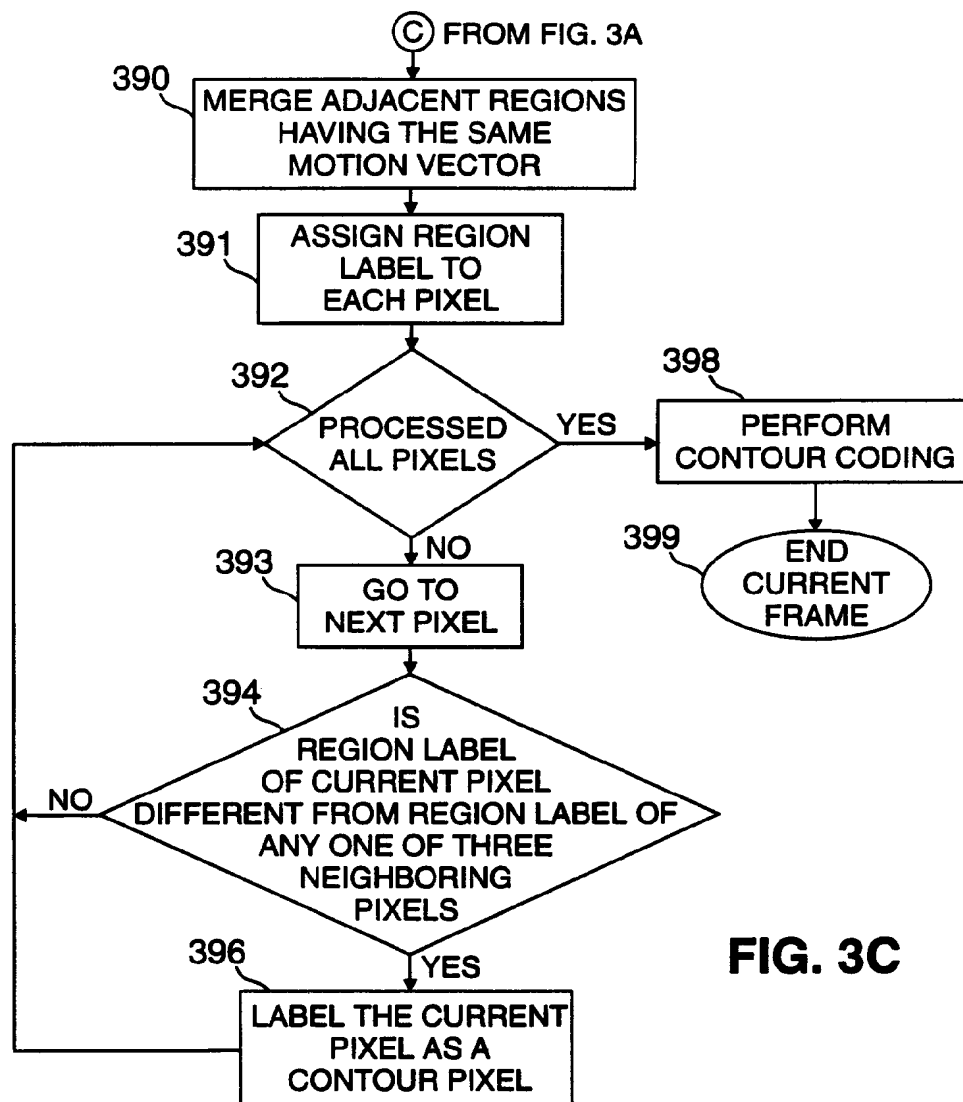 C FROM FIG. 3A
390
MERGE ADJACENT REGIONS
HAVING THE SAME
MOTION VECTOR
391
ASSIGN REGION
LABEL TO
EACH PIXEL
392
PROCESSED
ALL PIXELS
YES
398
PERFORM
CONTOUR CODING
399
END
CURRENT
FRAME
NO
393
GO TO
NEXT PIXEL
394
IS
REGION LABEL
OF CURRENT PIXEL
DIFFERENT FROM REGION LABEL OF
ANY ONE OF THREE
NEIGHBORING
PIXELS
NO
YES
396
LABEL THE CURRENT
PIXEL AS A
CONTOUR PIXEL
FIG. 3C